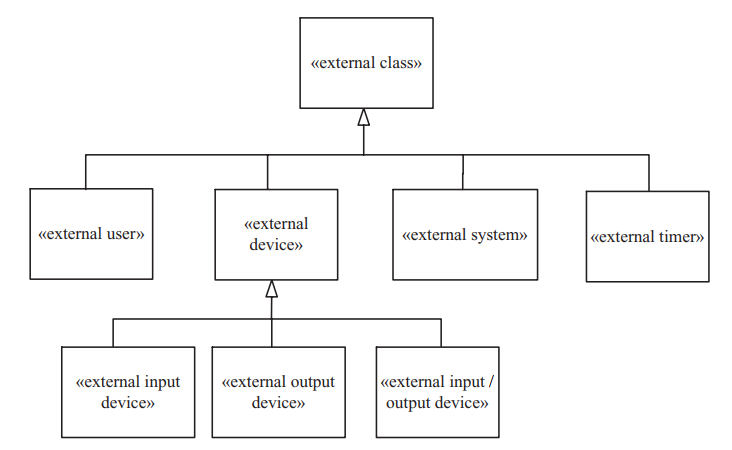 «external class»
«external user»
«external
device»
«external system»
«external timer»
«external input
device»
«external output
device»
«external input /
output device»